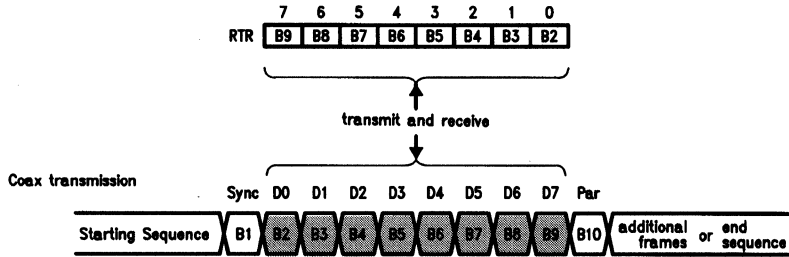 7 6 5 4 3 2 1 0
RTR B9 B8 B7 B6 B5 B4 B3 B2
transmit and receive
Coax transmission
Sync D0 D1 D2 D3 D4 D5 D6 D7 Par
Starting Sequence B1 B2 B3 B4 B5 B6 B7 B8 B9 B10 additional frames or end sequence